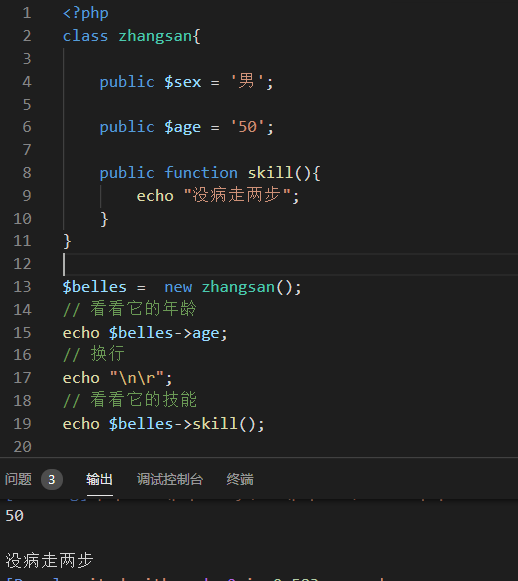 1 <?php
2 class zhangsan{
3
4 public $sex = '男';
5
6 public $age = '50';
7
8 public function skill(){
9 echo "没病走两步";
10 }
11 }
12
13 $belles =  new zhangsan();
14 // 看看它的年龄
15 echo $belles->age;
16 // 换行
17 echo "\n\r";
18 // 看看它的技能
19 echo $belles->skill();
20
问题 3 输出 调试控制台 终端
50
没病走两步